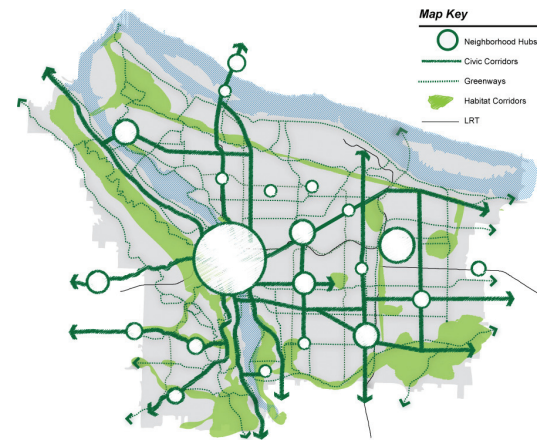 Map Key
Neighborhood Hubs
Civic Corridors
Greenways
Habitat Corridors
LRT